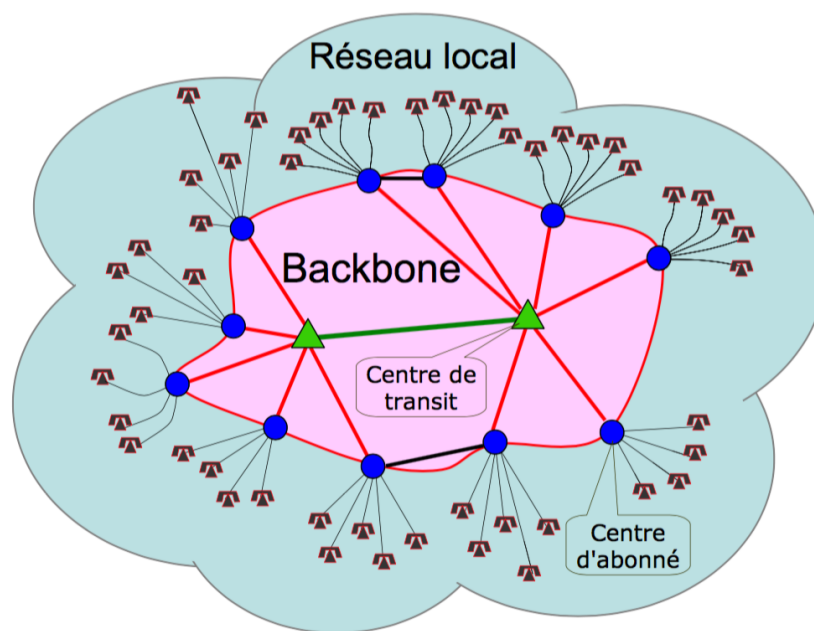 Réseau local
Backbone
Centre de
transit
Centre
d'abonné